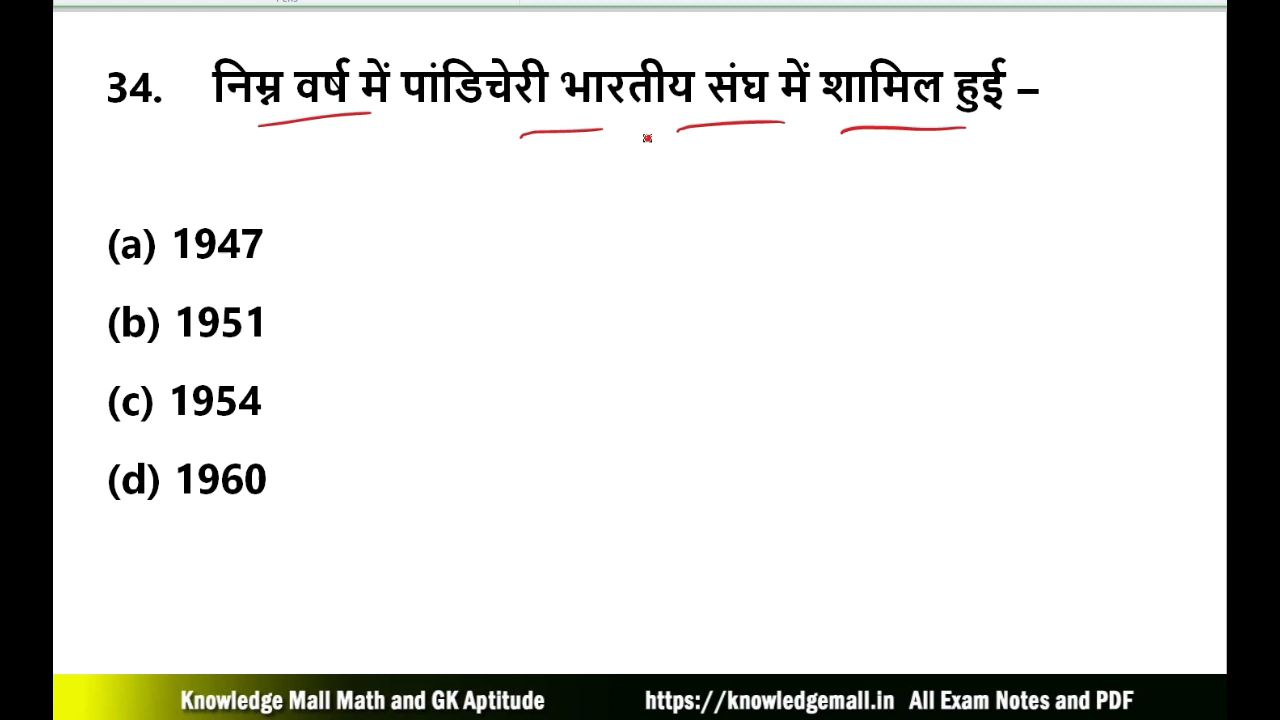 34. निम्न वर्ष में पांडिचेरी भारतीय संघ में शामिल हुई –
(a) 1947
(b) 1951
(c) 1954
(d) 1960
Knowledge Mall Math and GK Aptitude https://knowledgemall.in All Exam Notes and PDF